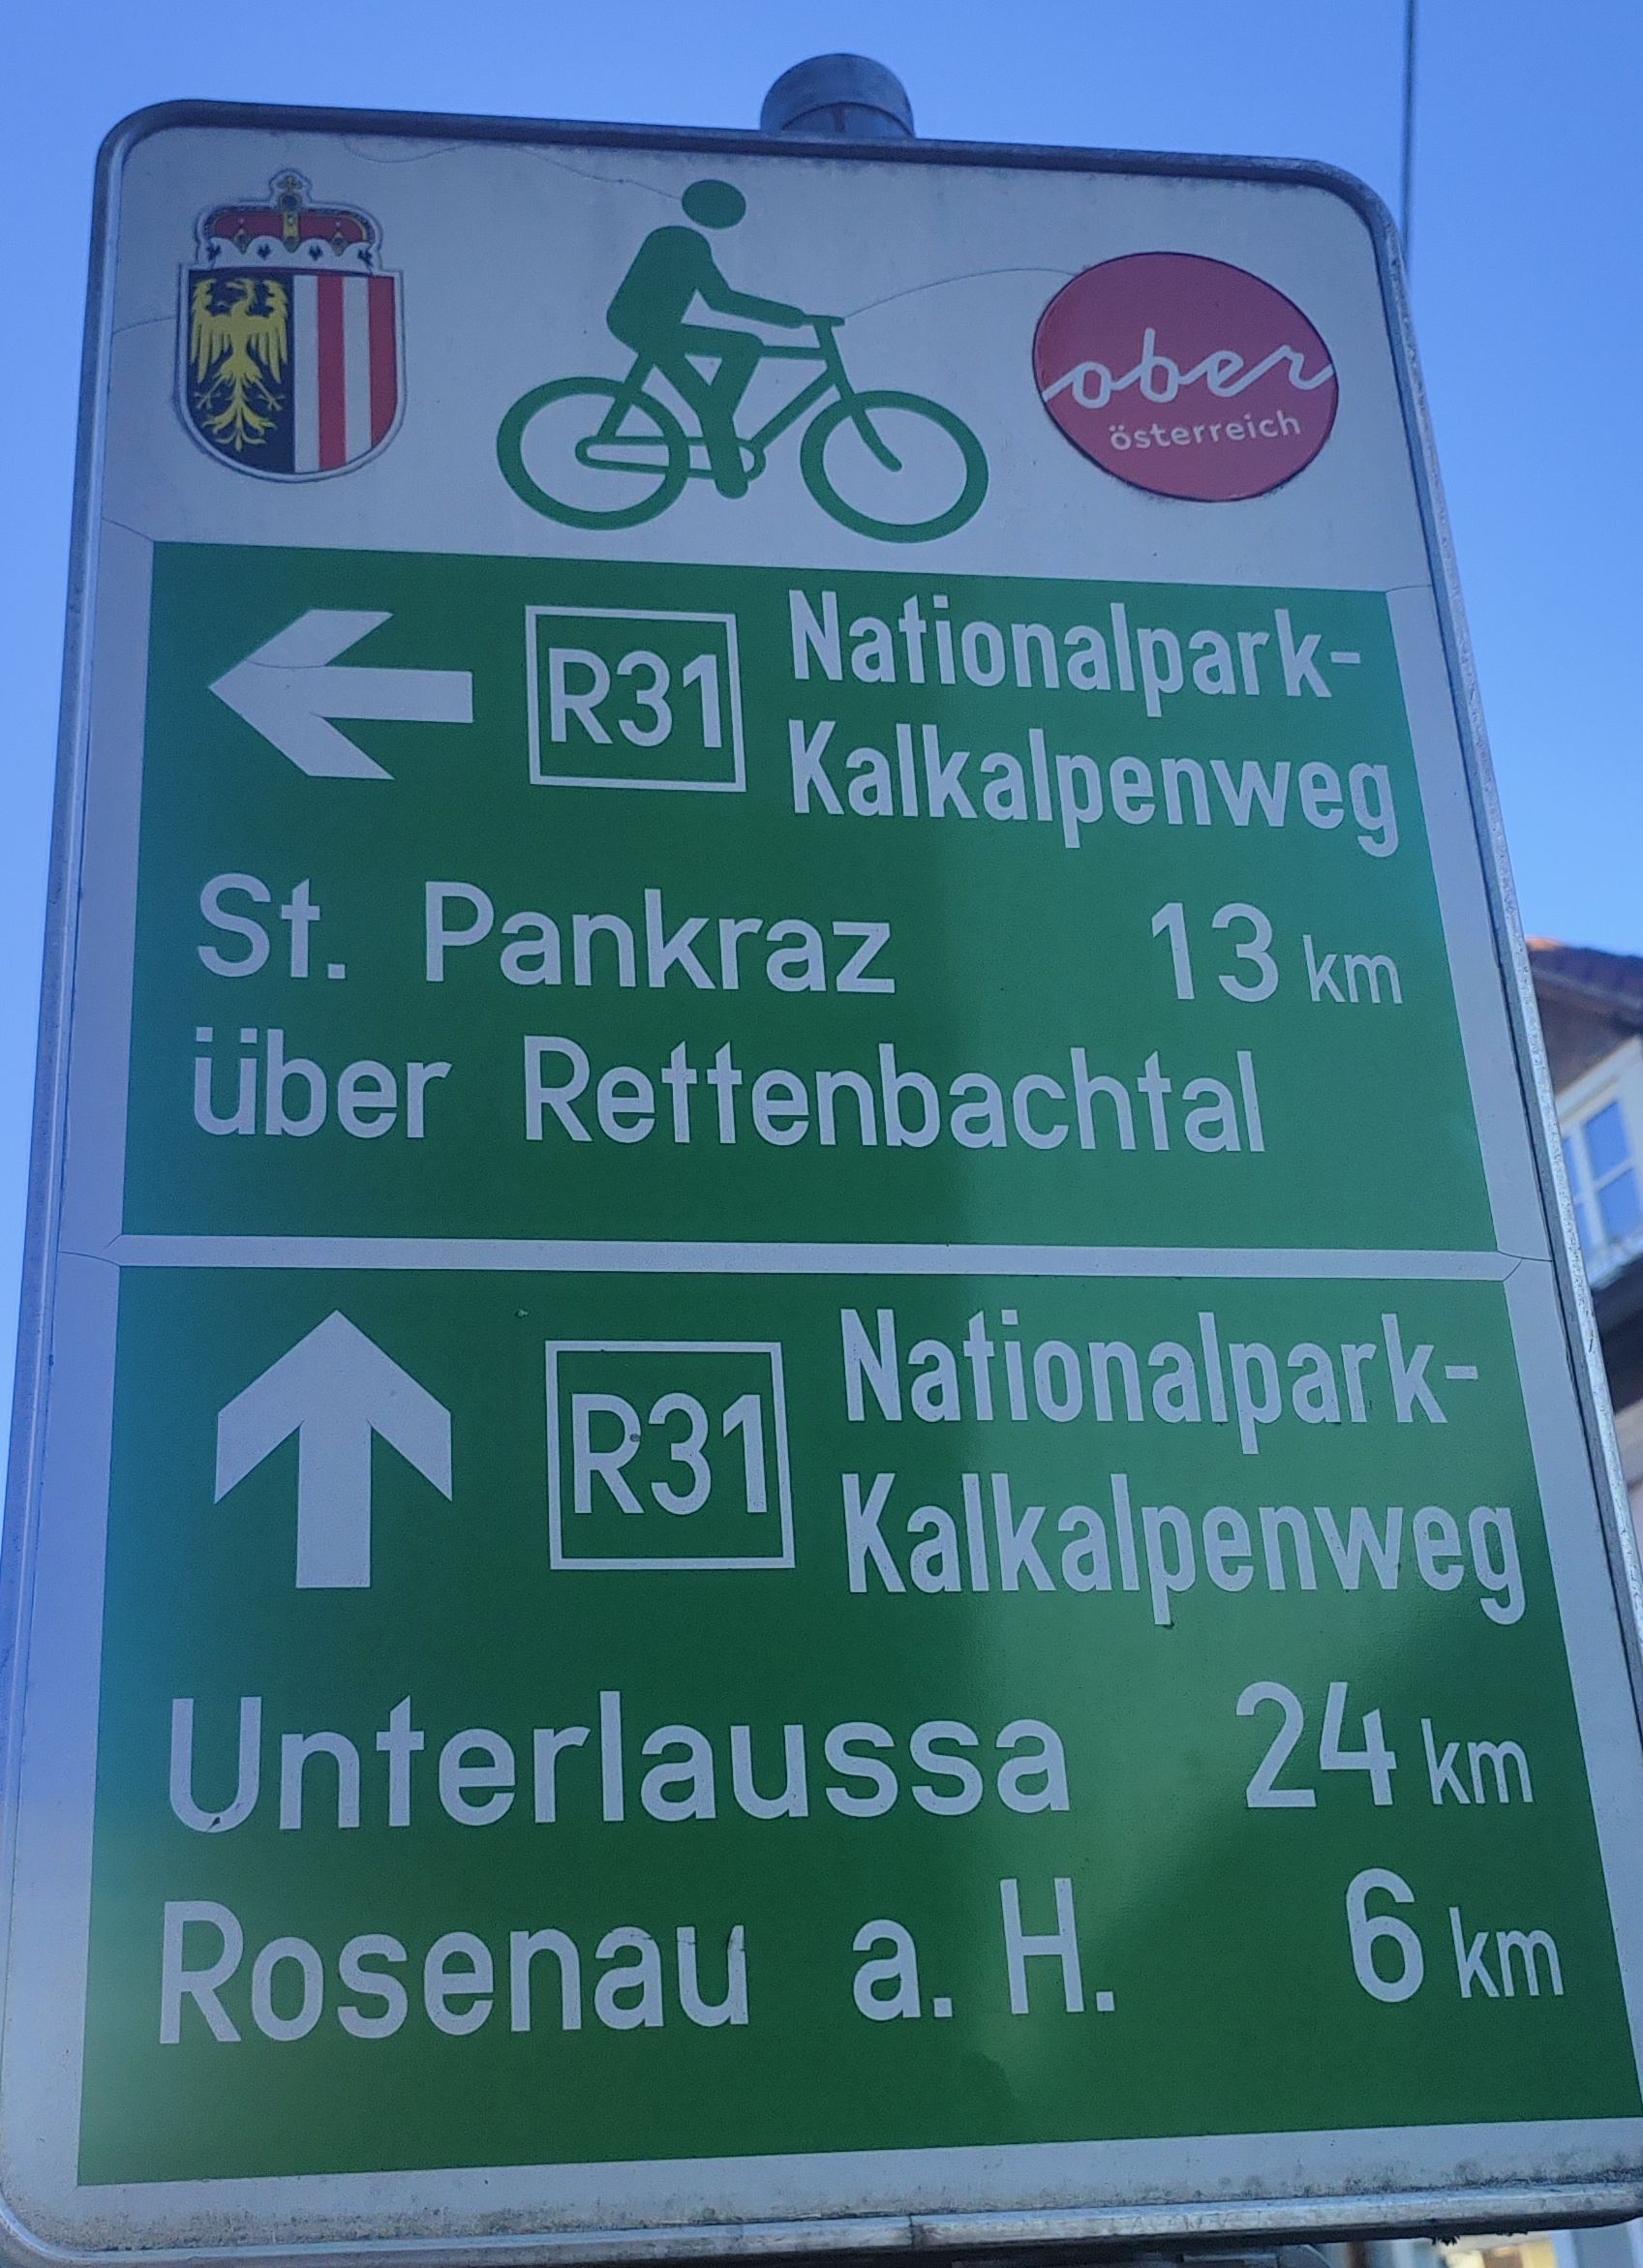 ober
österreich
R31 Nationalpark-
Kalkalpenweg
St. Pankraz 13 km
über Rettenbachtal
R31 Nationalpark-
Kalkalpenweg
Unterlaussa 24 km
Rosenau a. H. 6 km